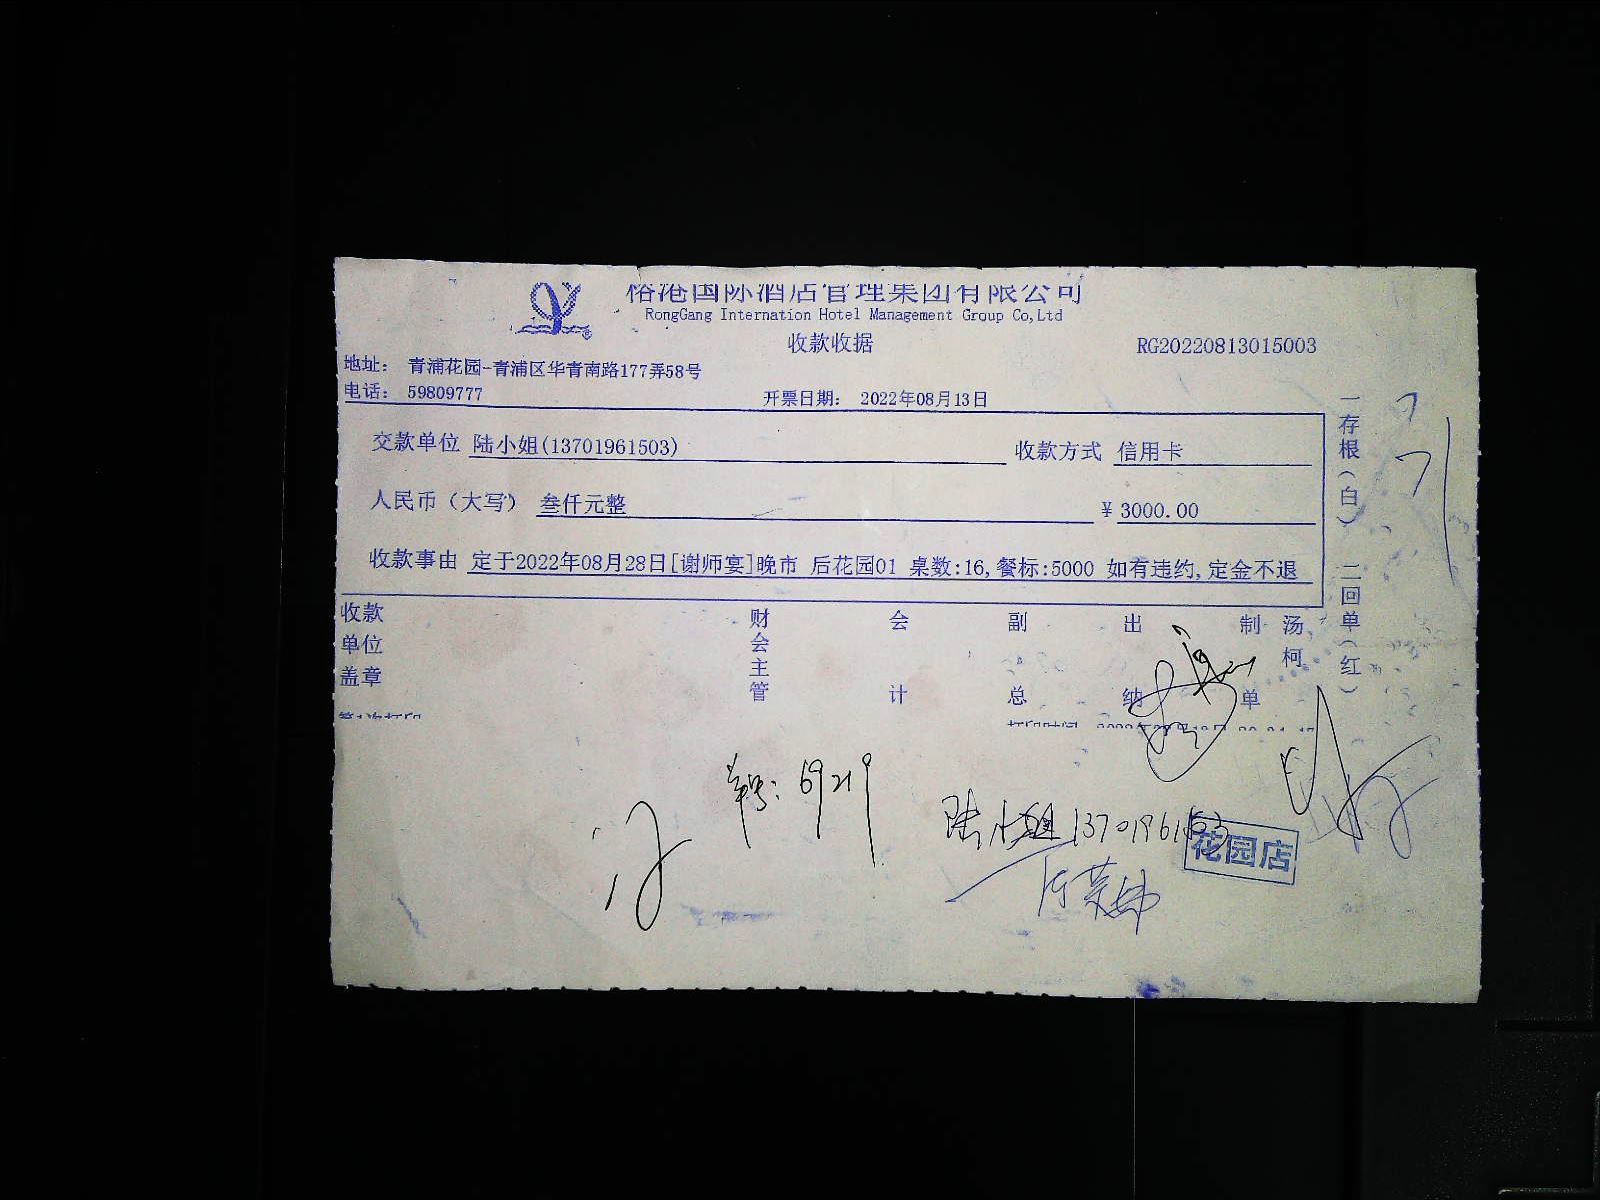 榕港国际酒店管理集团有限公司
RongGang Internation Hotel Management Group Co,Ltd
收款收据
RG20220813015003
地址： 青浦花园-青浦区华青南路177弄58号
电话： 59809777
开票日期： 2022年08月13日
交款单位 陆小姐(13701961503) 收款方式 信用卡
人民币（大写） 叁仟元整 ¥3000.00
收款事由 定于2022年08月28日[谢师宴]晚市 后花园01 桌数:16,餐标:5000 如有违约,定金不退
一存根（白） 二回单（红）
收款单位盖章
财会主管
会计
副总
出纳
制单
汤柯
单号: 69219
陆小姐 13701961503
花园店